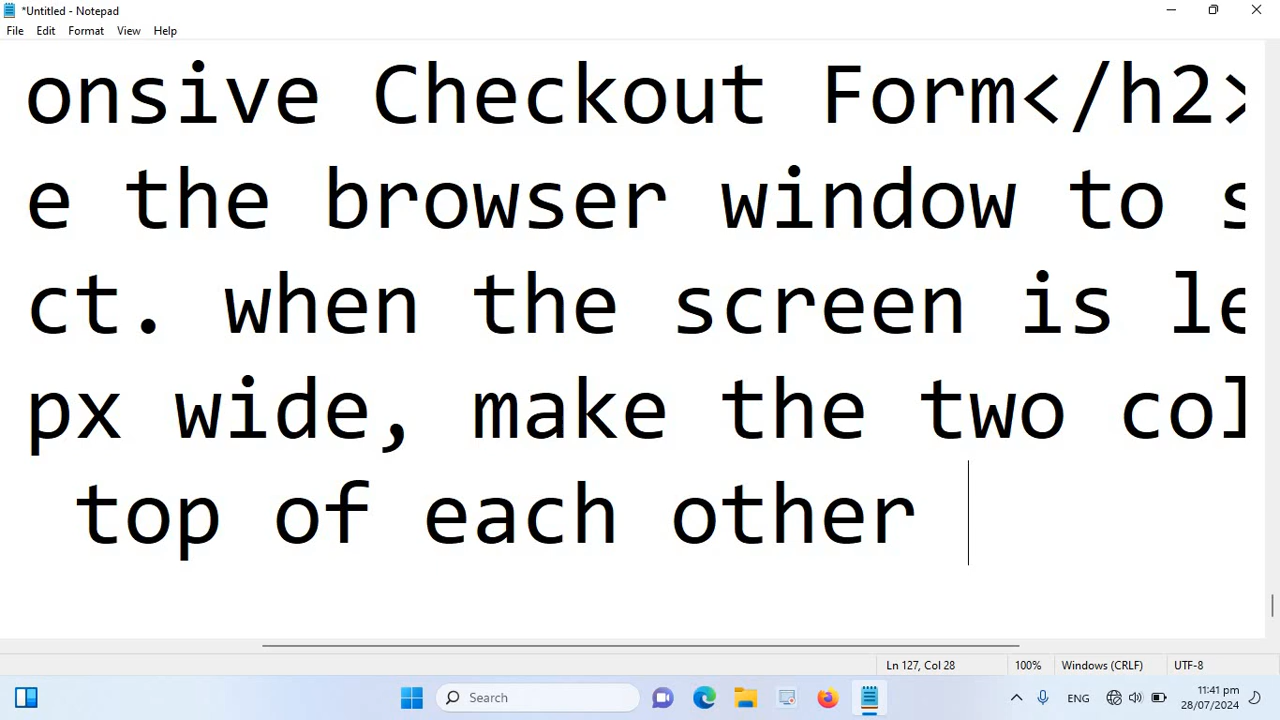 *Untitled - Notepad
File Edit Format View Help
onsive Checkout Form</h2>
e the browser window to s
ct. when the screen is le
px wide, make the two col
top of each other
Ln 127, Col 28 100% Windows (CRLF) UTF-8
Search ENG 11:41 pm
28/07/2024